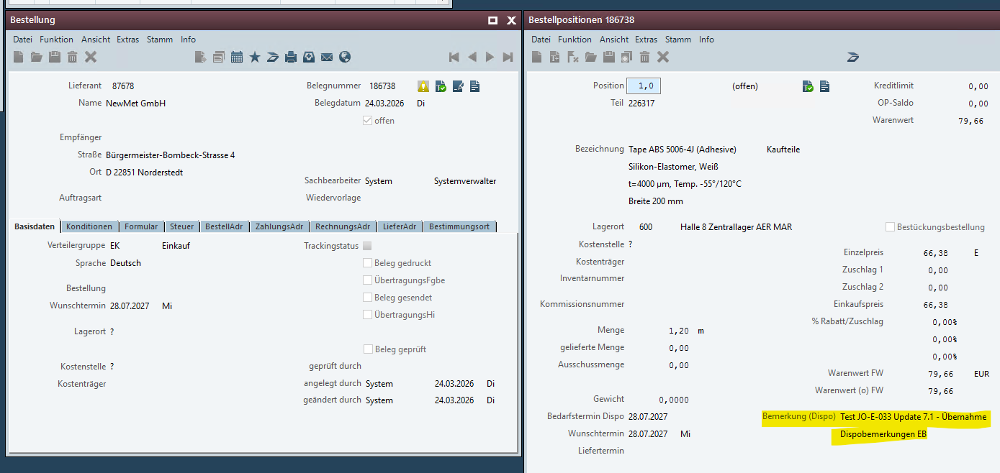 Bestellung
Datei Funktion Ansicht Extras Stamm Info
Lieferant 87678 Belegnummer 186738
Name NewMet GmbH Belegdatum 24.03.2026 Di
offen
Empfänger
Straße Bürgermeister-Bombeck-Strasse 4
Ort D 22851 Norderstedt
Sachbearbeiter System Systemverwalter
Auftragsart Wiedervorlage
Basisdaten Konditionen Formular Steuer BestellAdr ZahlungsAdr RechnungsAdr LieferAdr Bestimmungsort
Verteilergruppe EK Einkauf Trackingstatus
Sprache Deutsch Beleg gedruckt
ÜbertragungsFgbe
Bestellung Beleg gesendet
Wunschtermin 28.07.2027 Mi ÜbertragungsHi
Lagerort ?
Beleg geprüft
Kostenstelle ? geprüft durch
Kostenträger angelegt durch System 24.03.2026 Di
geändert durch System 24.03.2026 Di
Bestellpositionen 186738
Datei Funktion Ansicht Extras Stamm Info
Position 1,0 (offen) Kreditlimit 0,00
Teil 226317 OP-Saldo 0,00
Warenwert 79,66
Bezeichnung Tape ABS 5006-4J (Adhesive) Kaufteile
Silikon-Elastomer, Weiß
t=4000 µm, Temp. -55°/120°C
Breite 200 mm
Lagerort 600 Halle 8 Zentrallager AER MAR Bestückungsbestellung
Kostenstelle ?
Einzelpreis 66,38 E
Kostenträger
Zuschlag 1 0,00
Inventarnummer
Zuschlag 2 0,00
Kommissionsnummer Einkaufspreis 66,38
% Rabatt/Zuschlag 0,00%
Menge 1,20 m
0,00%
gelieferte Menge 0,00
0,00%
Ausschussmenge 0,00
Warenwert FW 79,66 EUR
Warenwert (o) FW 79,66
Gewicht 0,0000
Bedarfstermin Dispo 28.07.2027 Bemerkung (Dispo) Test JO-E-033 Update 7.1 - Übernahme
Wunschtermin 28.07.2027 Mi Dispobemerkungen EB
Liefertermin